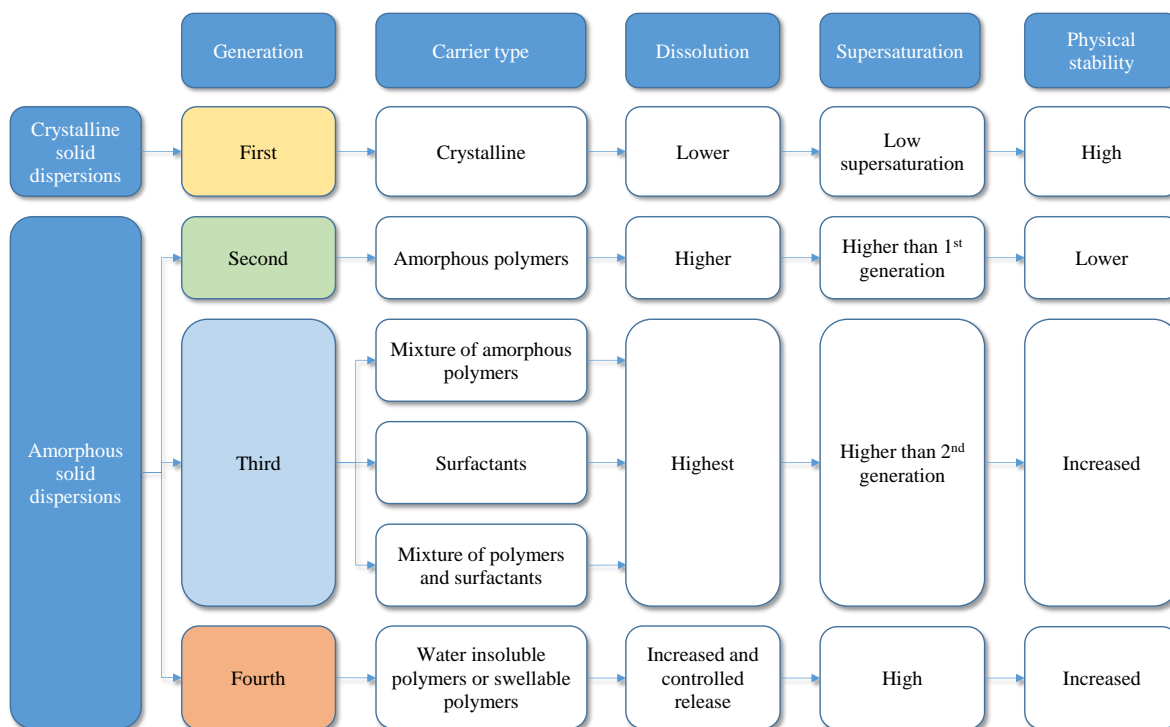 Generation
Carrier type
Dissolution
Supersaturation
Physical
stability
Crystalline
solid
dispersions
First
Crystalline
Lower
Low
supersaturation
High
Amorphous
solid
dispersions
Second
Amorphous polymers
Higher
Higher than 1st
generation
Lower
Third
Mixture of amorphous
polymers
Surfactants
Mixture of polymers
and surfactants
Highest
Higher than 2nd
generation
Increased
Fourth
Water insoluble
polymers or swellable
polymers
Increased and
controlled
release
High
Increased